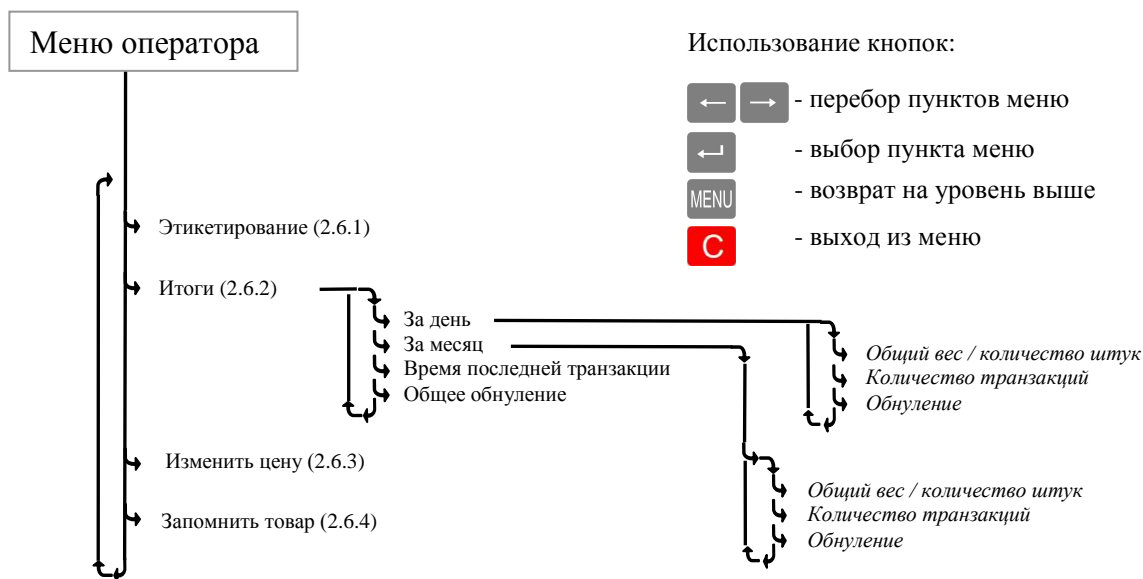 Меню оператора
Использование кнопок:
← → - перебор пунктов меню
↵ - выбор пункта меню
MENU - возврат на уровень выше
C - выход из меню
Этикетирование (2.6.1)
Итоги (2.6.2)
За день
За месяц
Время последней транзакции
Общее обнуление
Общий вес / количество штук
Количество транзакций
Обнуление
Изменить цену (2.6.3)
Запомнить товар (2.6.4)
Общий вес / количество штук
Количество транзакций
Обнуление